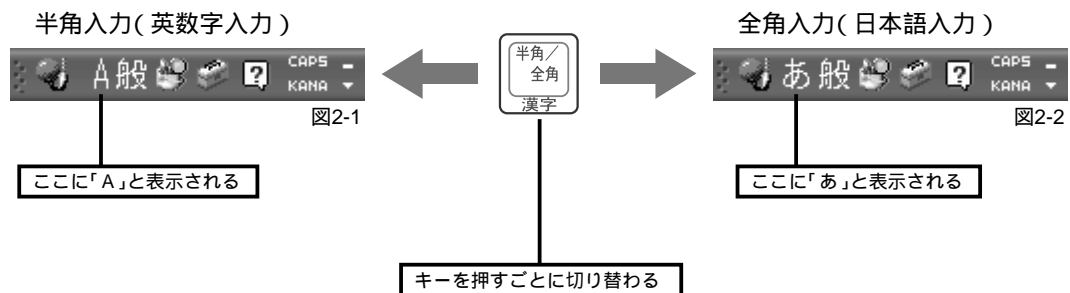 半角入力(英数字入力)
A般 ? CAPS
KANA
図2-1
ここに｢A｣と表示される
半角／
全角
漢字
キーを押すごとに切り替わる
全角入力(日本語入力)
あ般 ? CAPS
KANA
図2-2
ここに｢あ｣と表示される